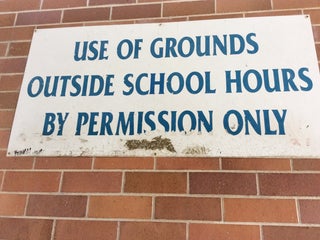 USE OF GROUNDS
OUTSIDE SCHOOL HOURS
BY PERMISSION ONLY